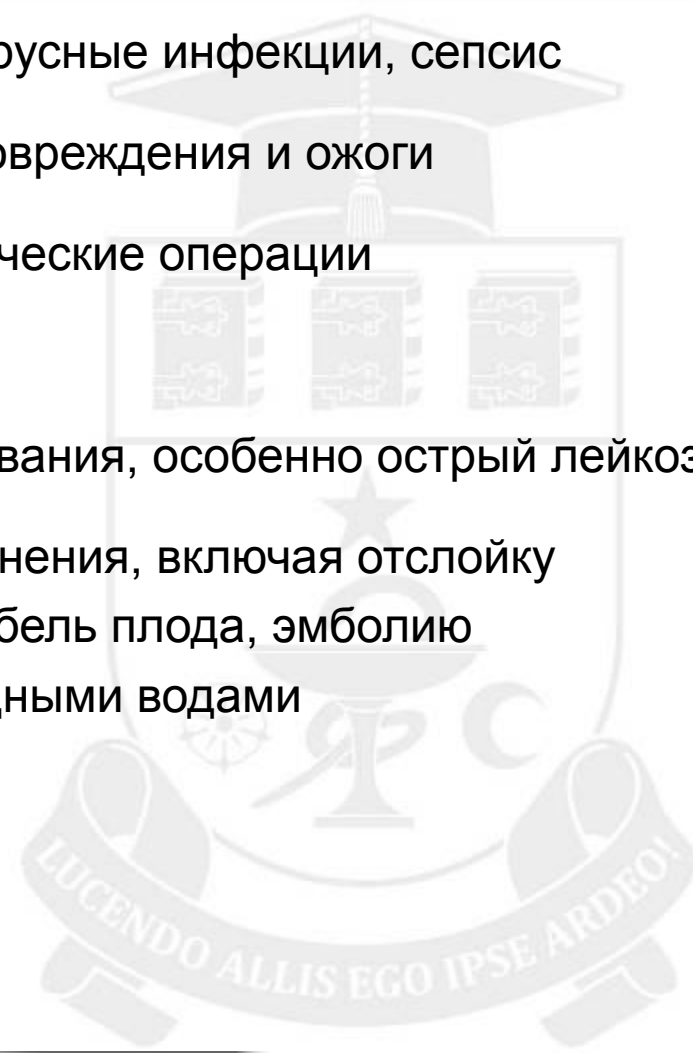 русные инфекции, сепсис
овреждения и ожоги
ческие операции
вания, особенно острый лейкоз
нения, включая отслойку
бель плода, эмболию
дными водами
LUCENDO ALLIS EGO IPSE ARDEO!